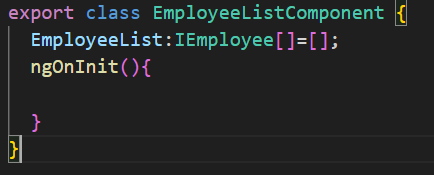 export class EmployeeListComponent {
EmployeeList:IEmployee[]=[];
ngOnInit(){
}
}